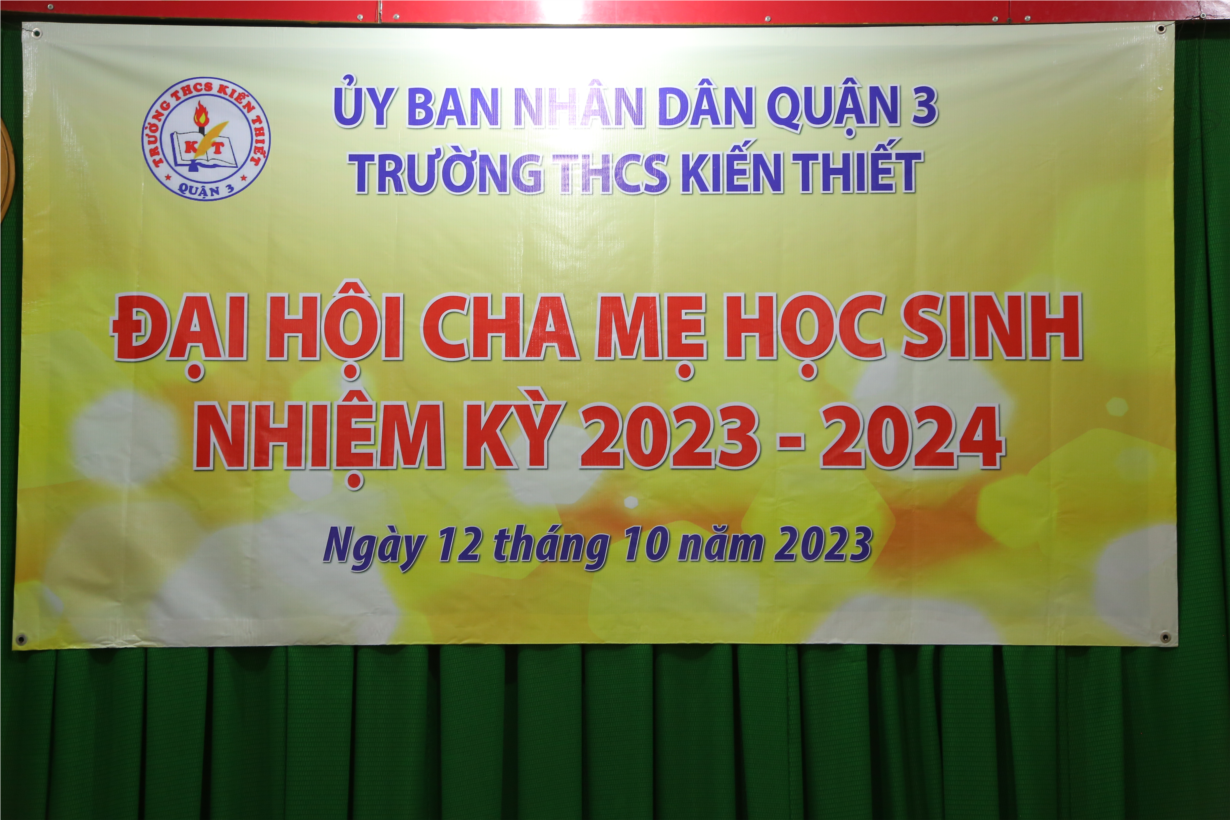 TRƯỜNG THCS KIẾN THIẾT
K T
QUẬN 3
ỦY BAN NHÂN DÂN QUẬN 3
TRƯỜNG THCS KIẾN THIẾT
ĐẠI HỘI CHA MẸ HỌC SINH
NHIỆM KỲ 2023 - 2024
Ngày 12 tháng 10 năm 2023